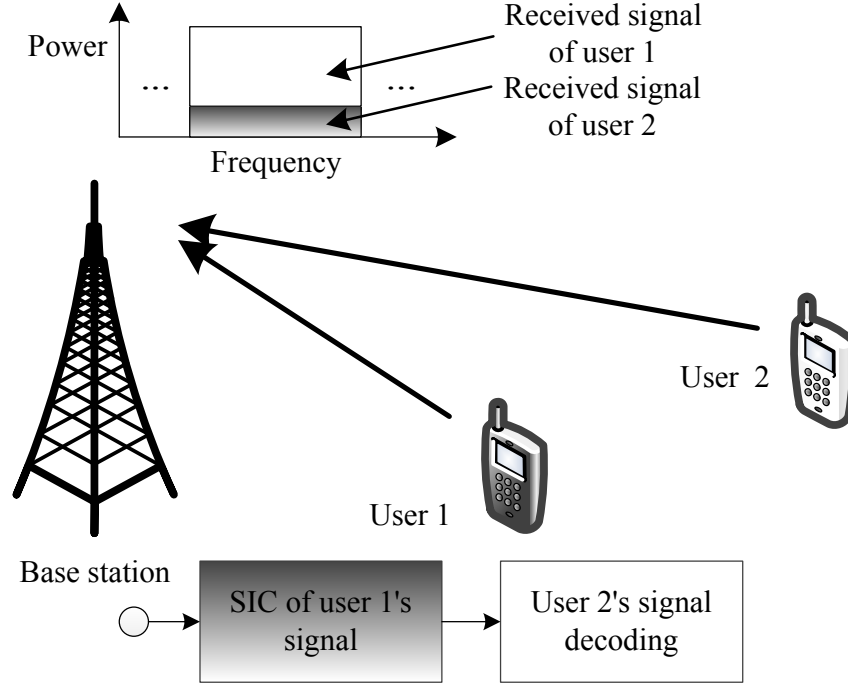 Power
Received signal
of user 1
... ...
Received signal
of user 2
Frequency
User 2
User 1
Base station
SIC of user 1's
signal
User 2's signal
decoding